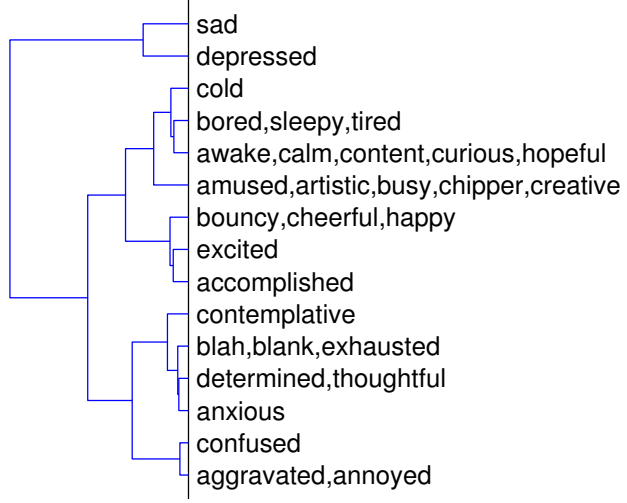 sad
depressed
cold
bored,sleepy,tired
awake,calm,content,curious,hopeful
amused,artistic,busy,chipper,creative
bouncy,cheerful,happy
excited
accomplished
contemplative
blah,blank,exhausted
determined,thoughtful
anxious
confused
aggravated,annoyed